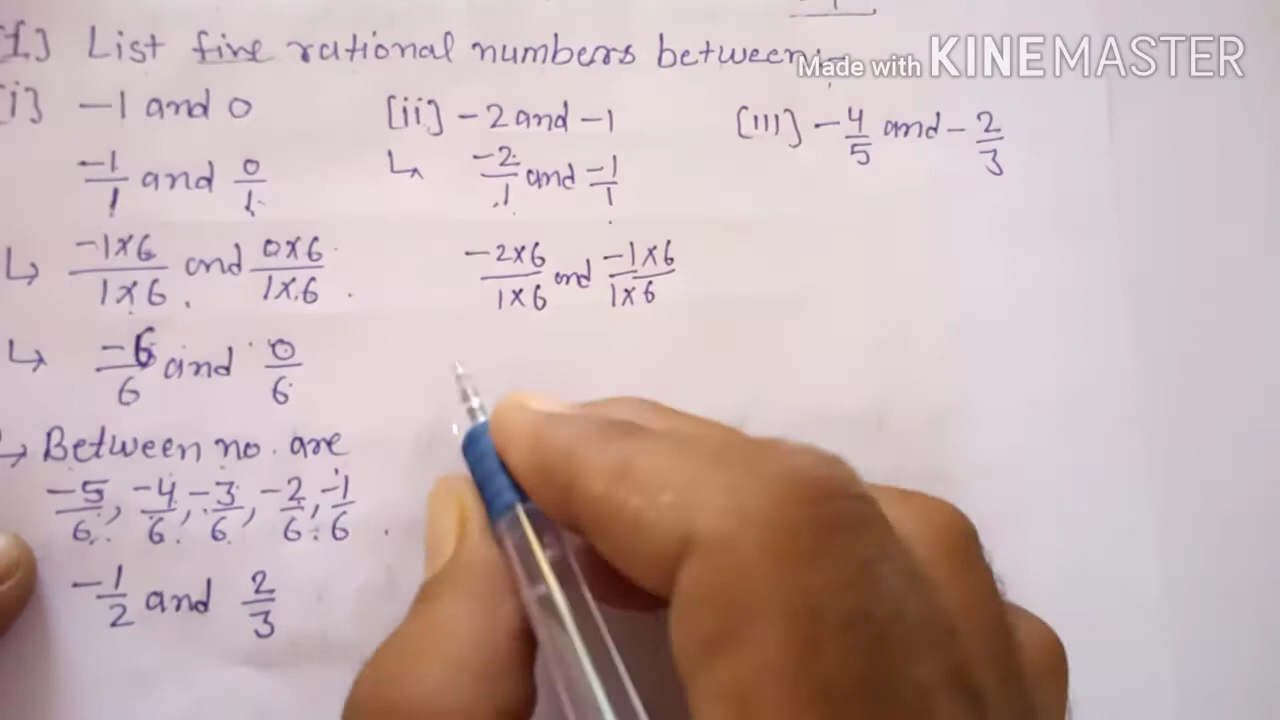 [1.] List five rational numbers between:-
Made with KINEMASTER
[i] -1 and 0
-1/1 and 0/1
↳ -1×6/1×6 and 0×6/1×6.
↳ -6/6 and 0/6
↳ Between no. are
-5/6, -4/6, -3/6, -2/6, -1/6.
-1/2 and 2/3
[ii] -2 and -1
↳ -2/1 and -1/1
-2×6/1×6 and -1×6/1×6
[III] -4/5 and -2/3